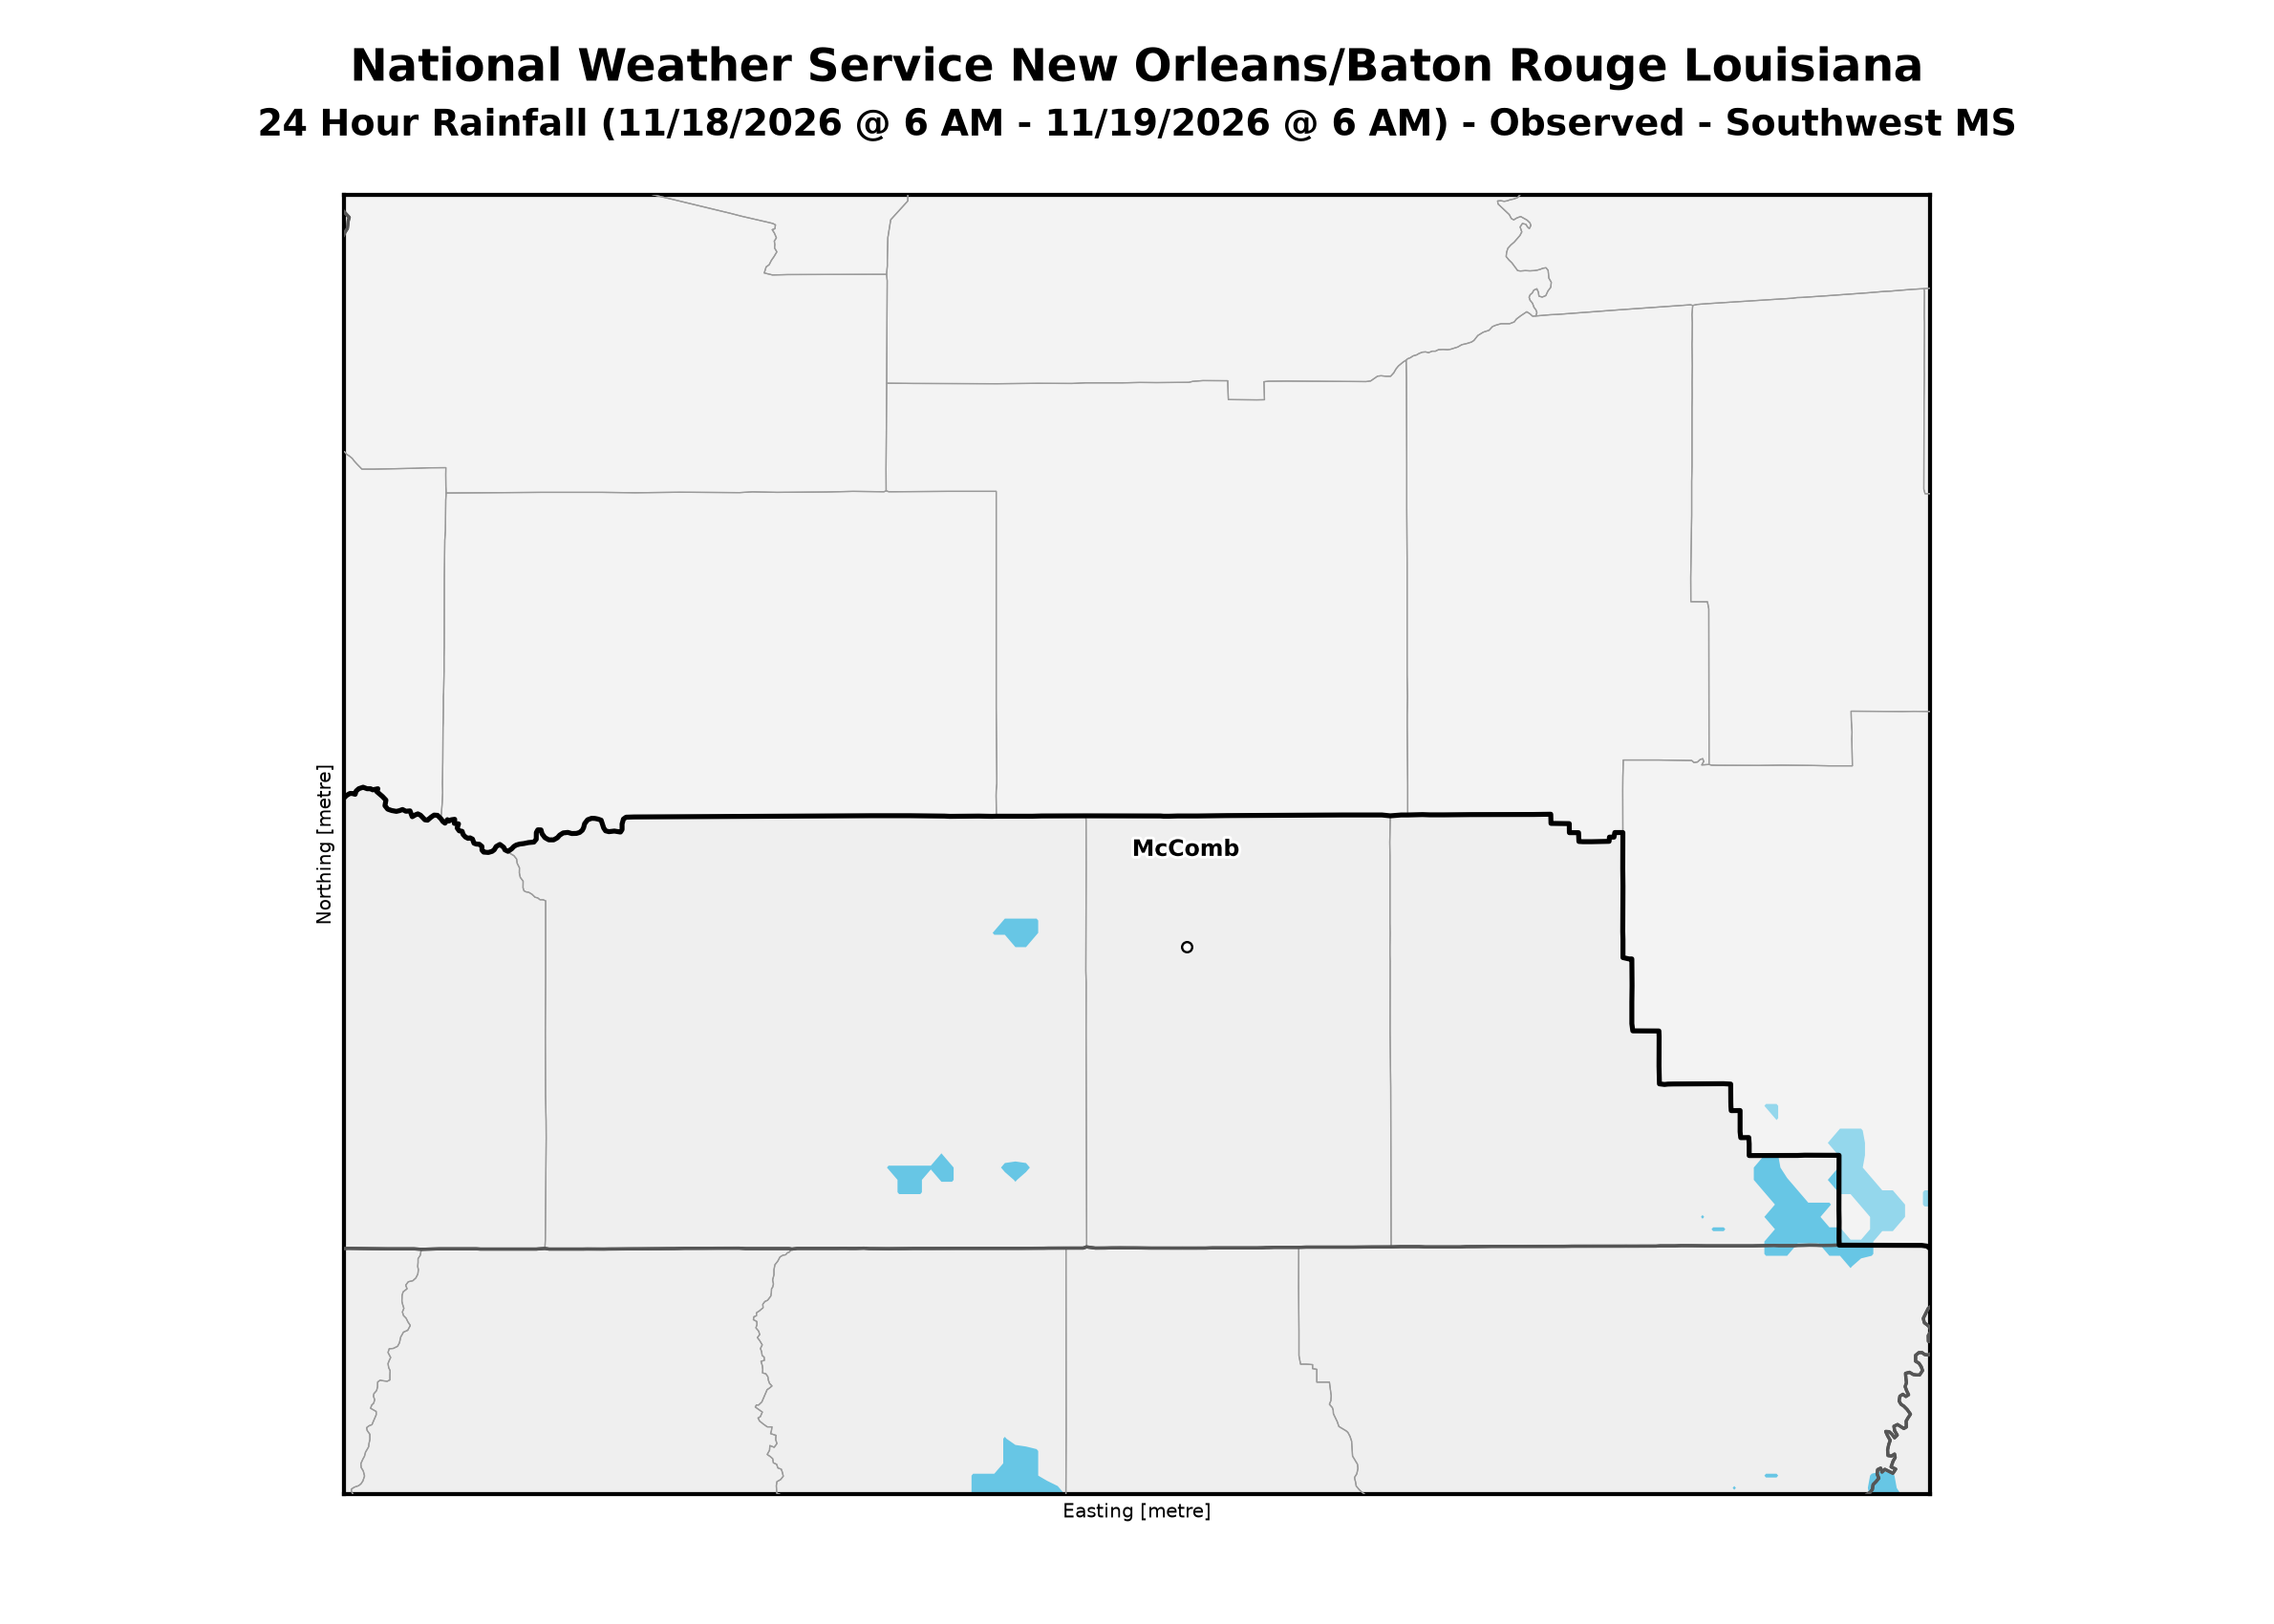 National Weather Service New Orleans/Baton Rouge Louisiana
24 Hour Rainfall (11/18/2026 @ 6 AM - 11/19/2026 @ 6 AM) - Observed - Southwest MS
McComb
Northing [metre]
Easting [metre]